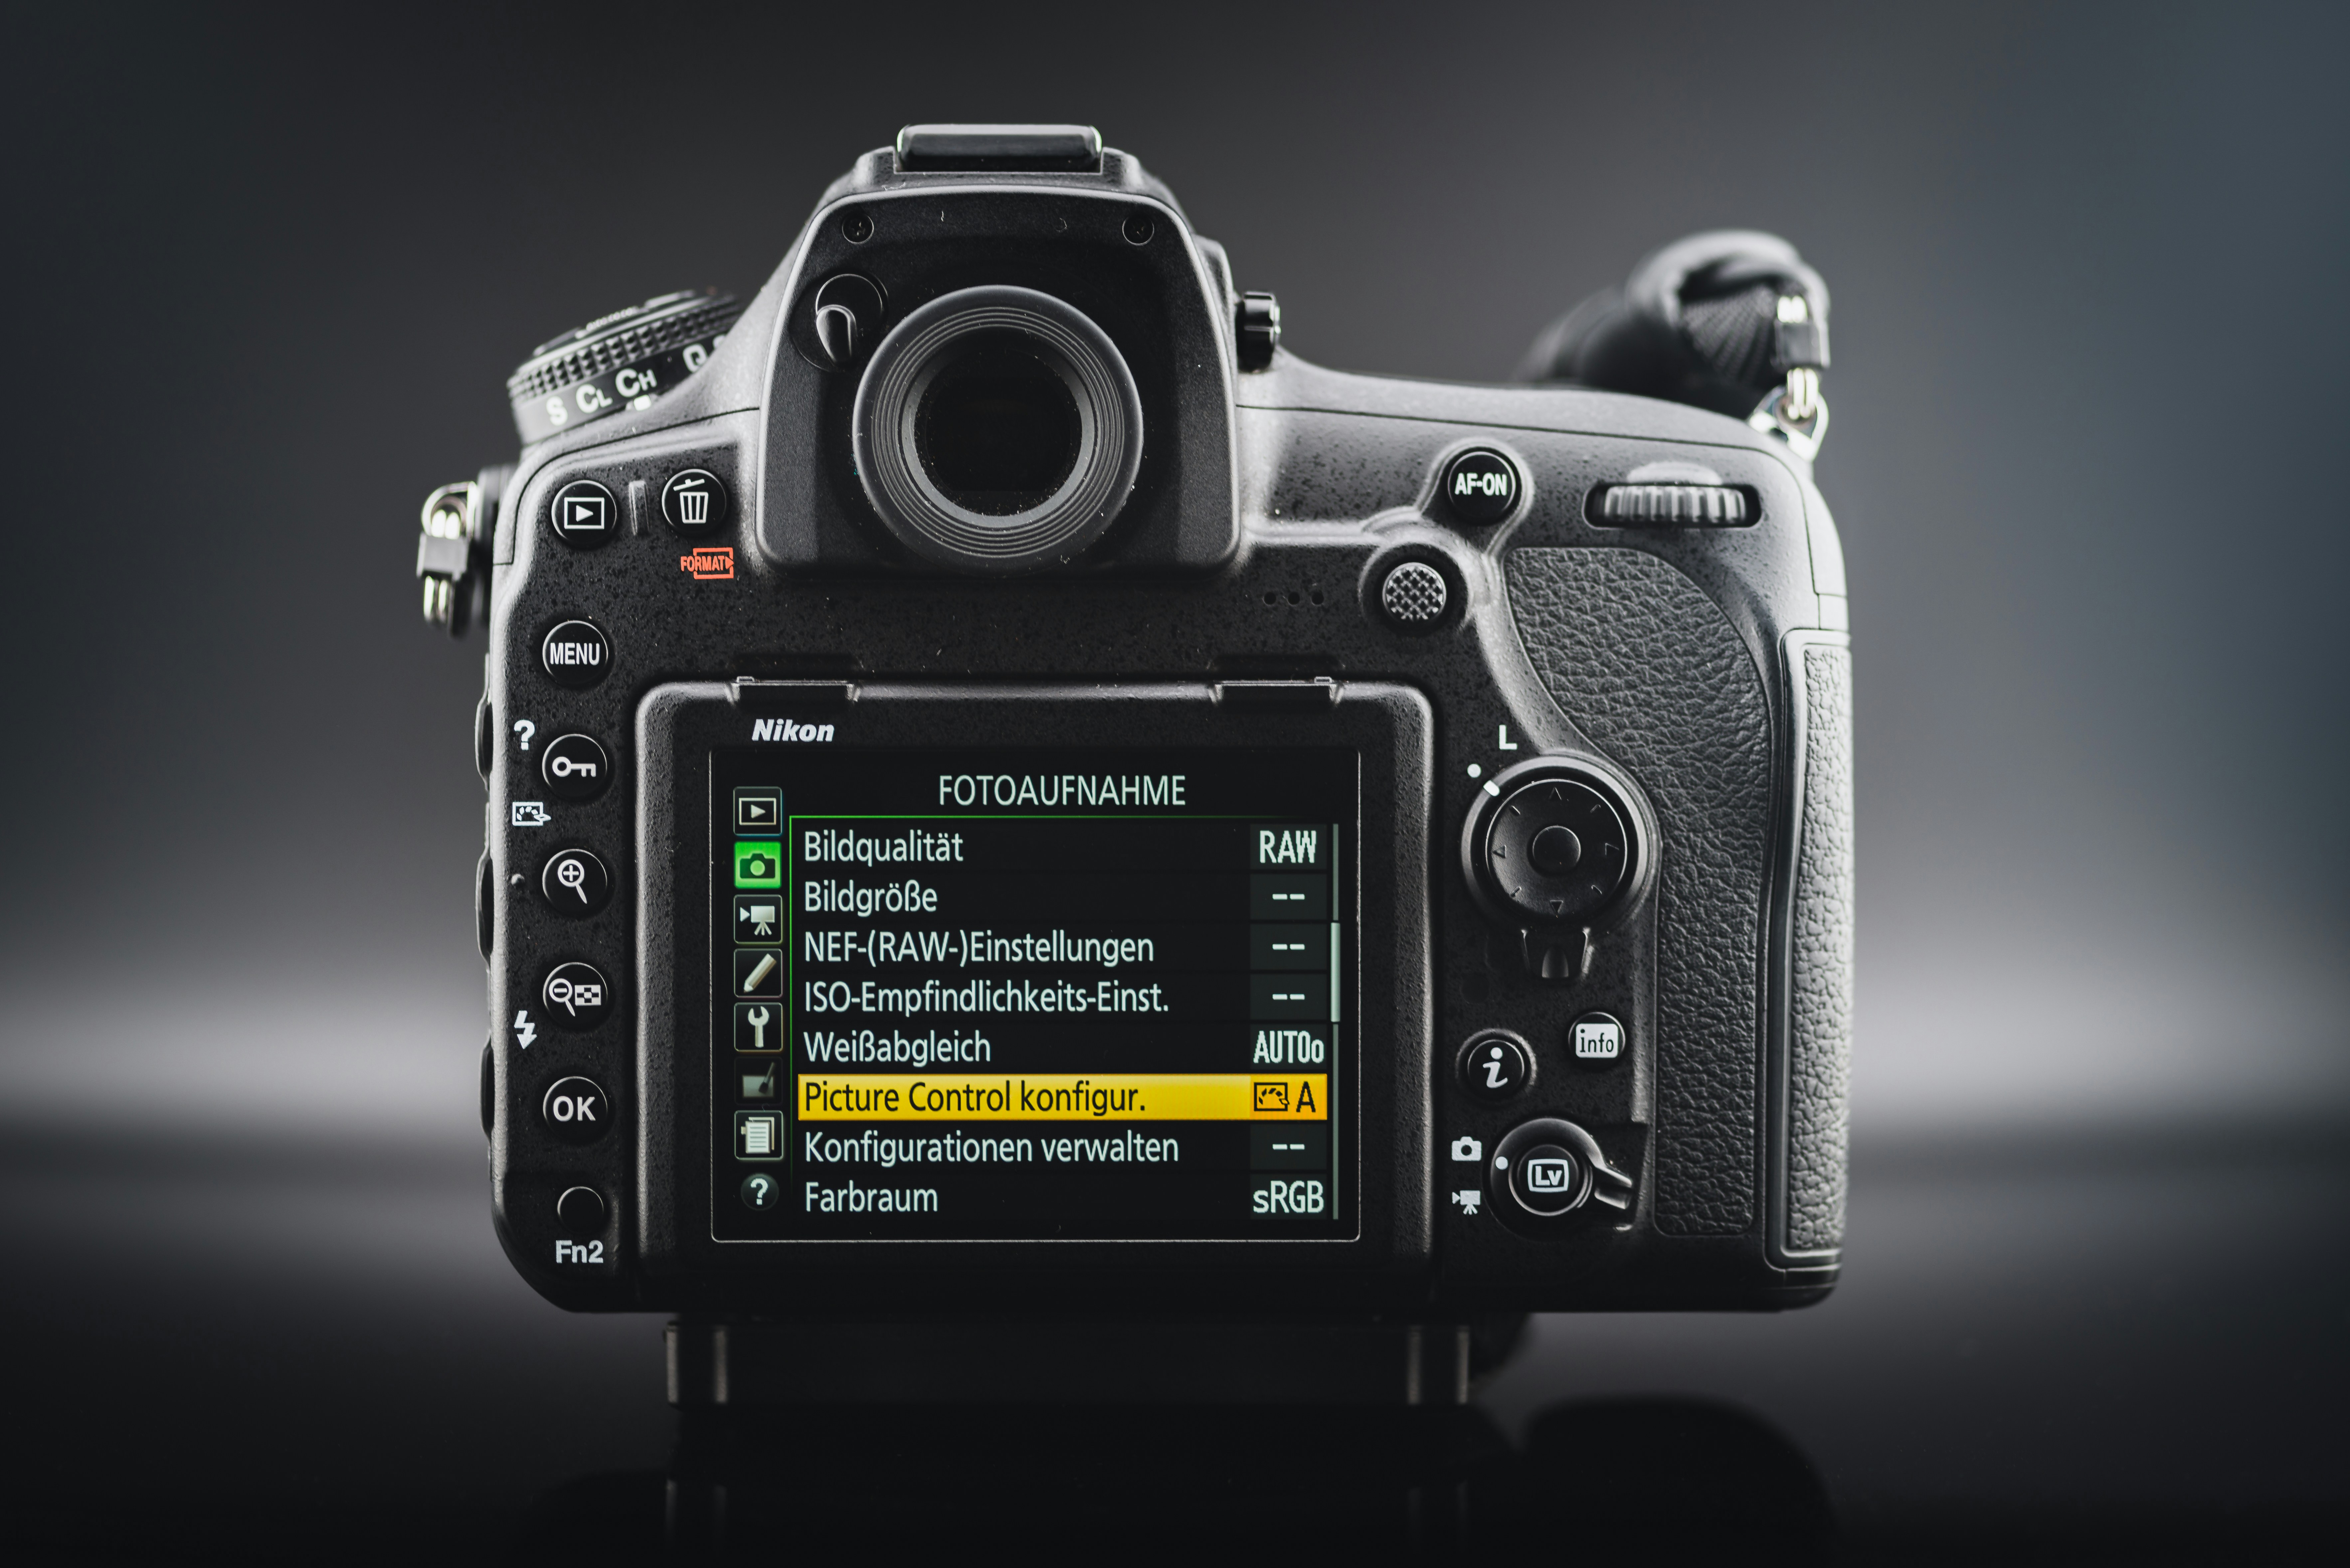 S CL CH Q
AF-ON
FORMAT
MENU
Nikon
L
?
FOTOAUFNAHME
Bildqualität RAW
Bildgröße --
NEF-(RAW-)Einstellungen --
ISO-Empfindlichkeits-Einst. --
Weißabgleich AUTOo
Picture Control konfigur. A
Konfigurationen verwalten --
Farbraum sRGB
?
OK
Fn2
i
info
Lv